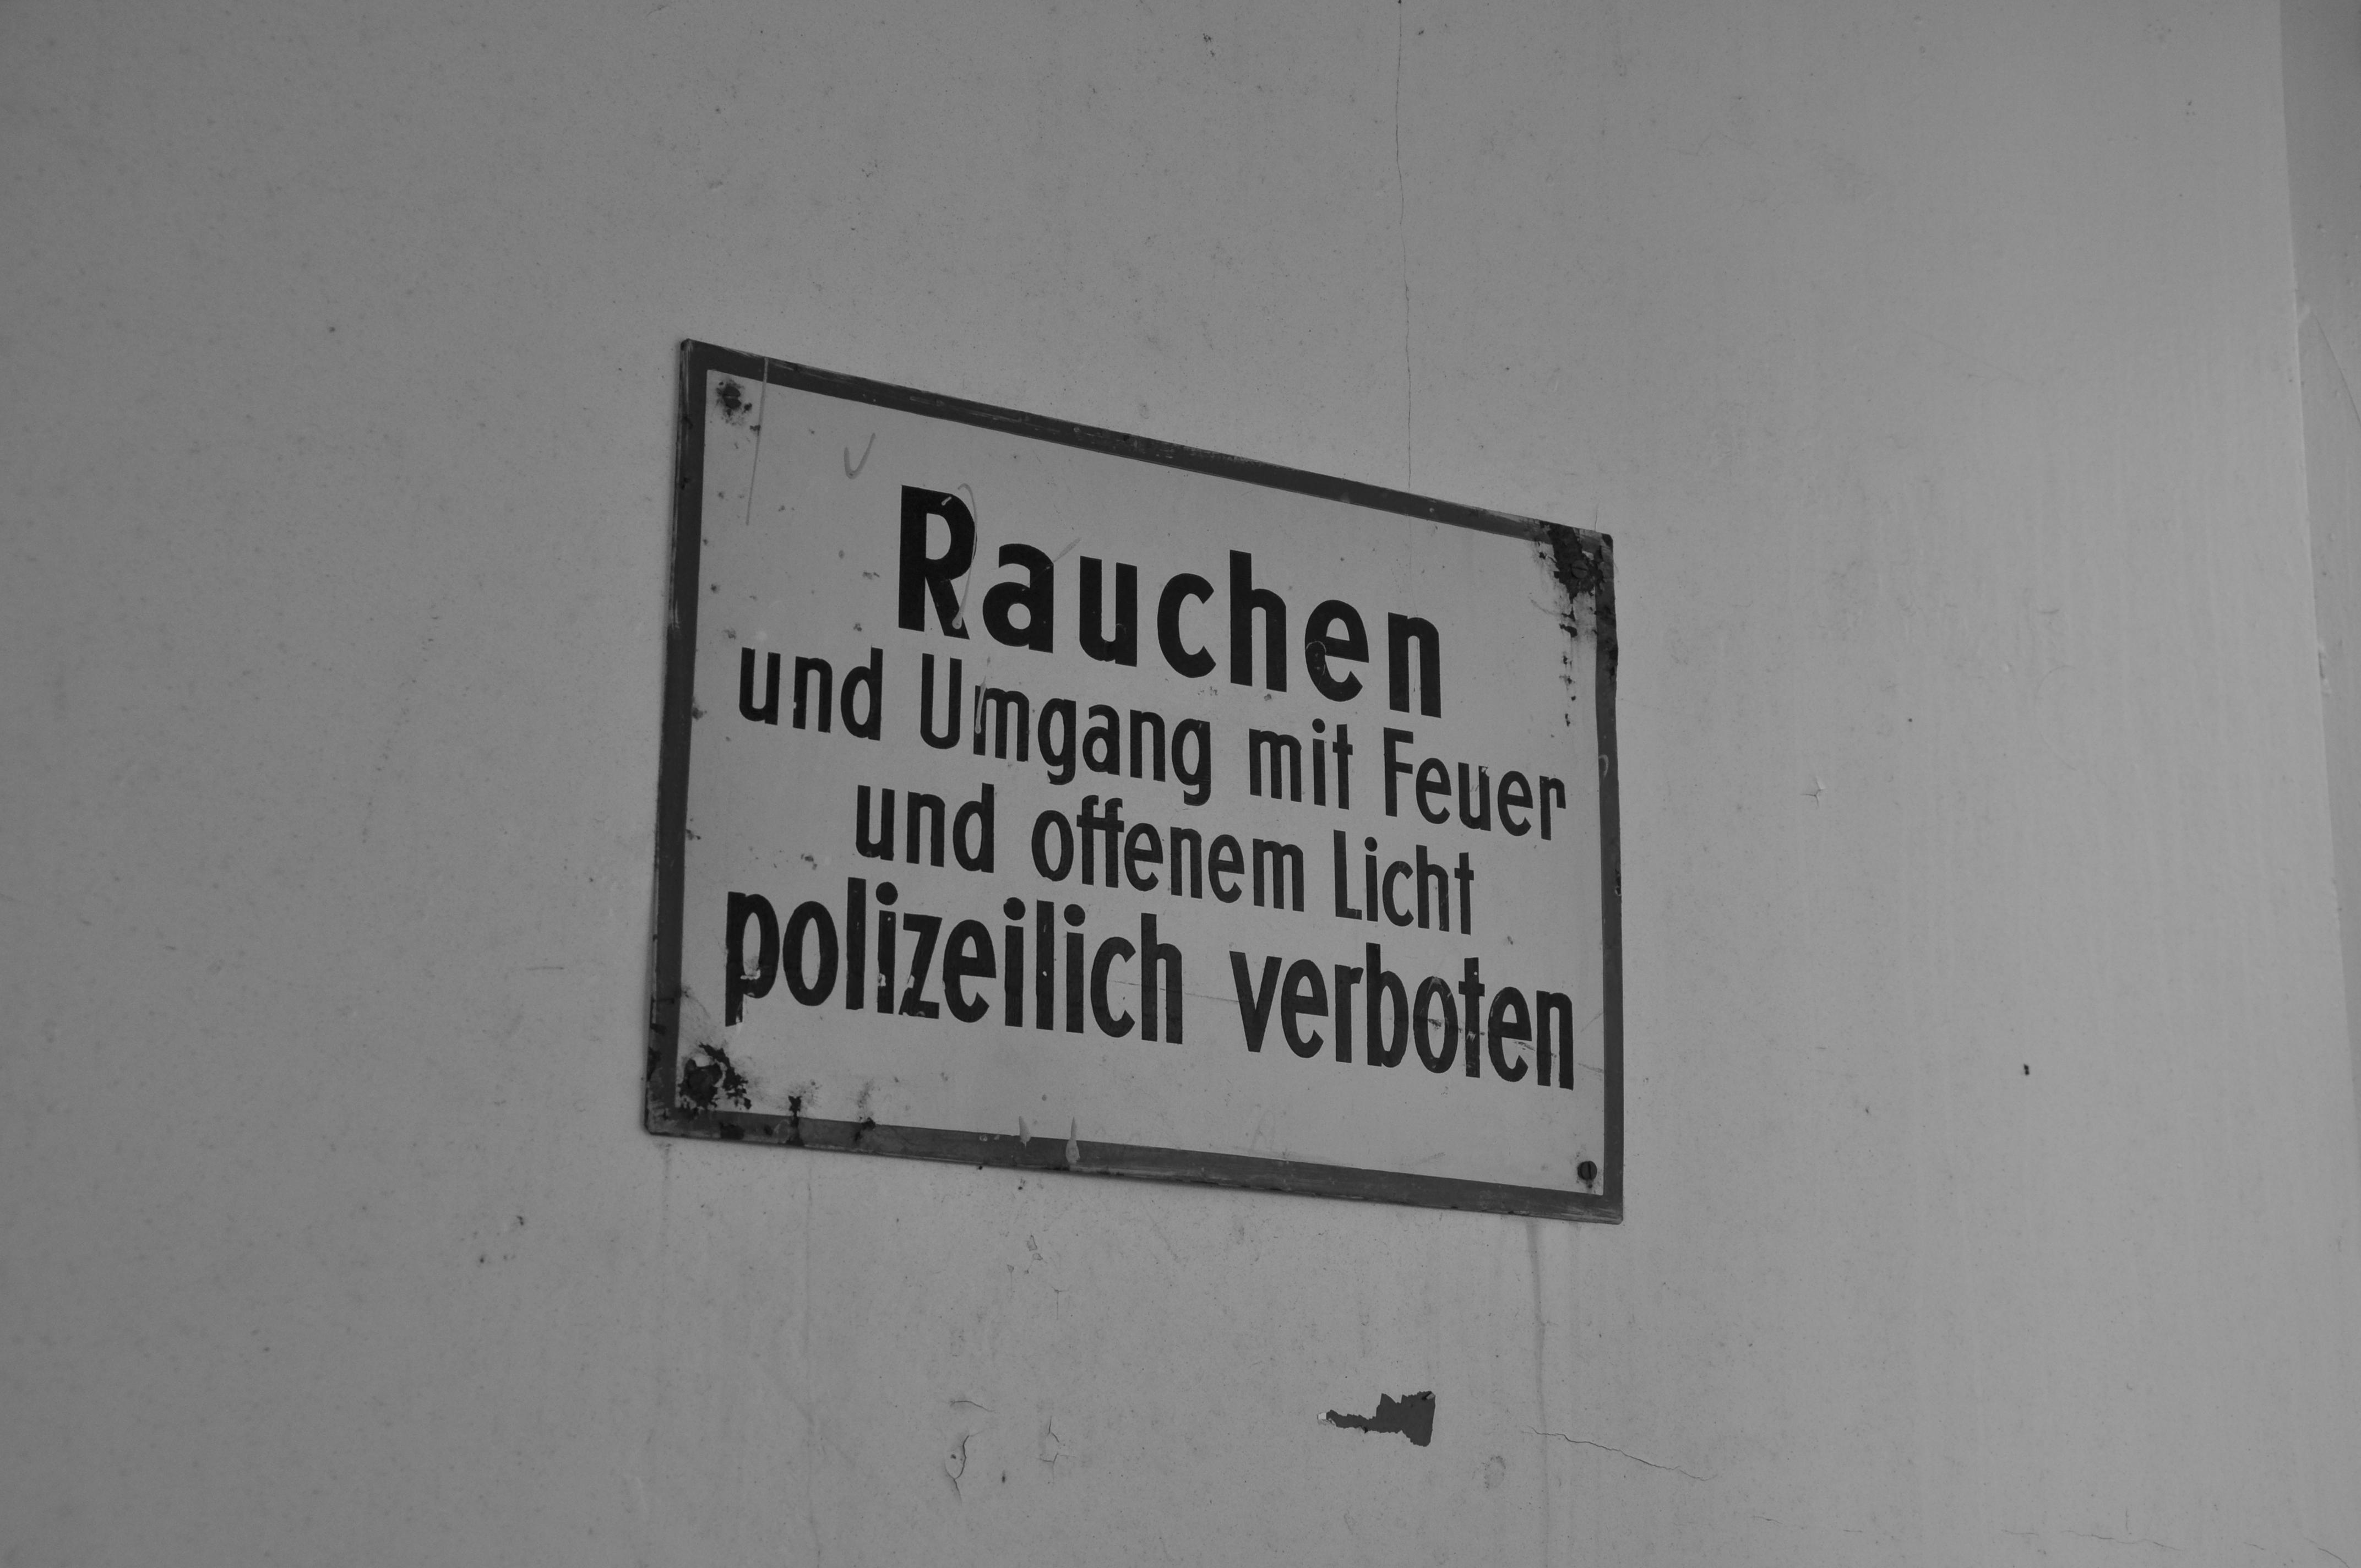 Rauchen
und Umgang mit Feuer
und offenem Licht
polizeilich verboten